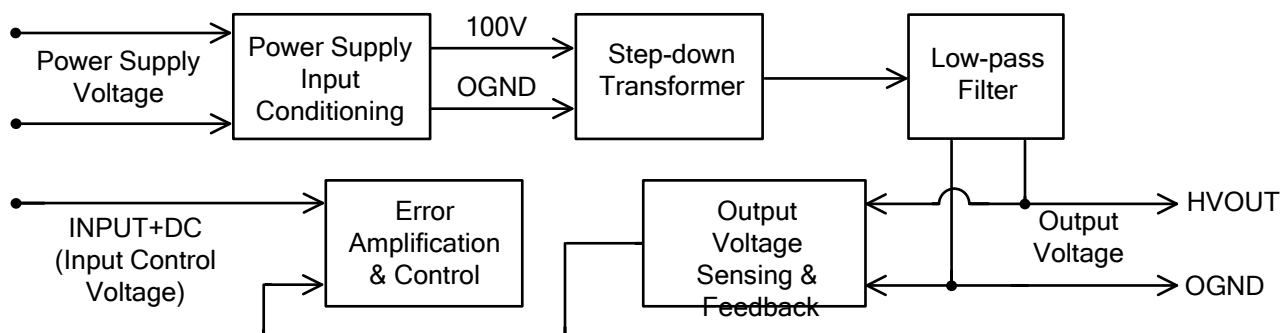 Power Supply
Voltage
Power Supply
Input
Conditioning
100V
OGND
Step-down
Transformer
Low-pass
Filter
INPUT+DC
(Input Control
Voltage)
Error
Amplification
& Control
Output
Voltage
Sensing &
Feedback
Output
Voltage
HVOUT
OGND